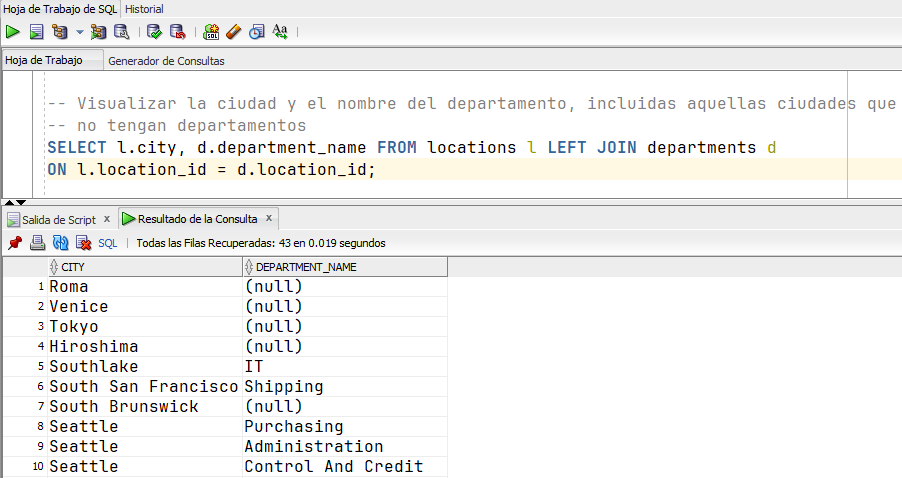 Hoja de Trabajo de SQL Historial
Hoja de Trabajo Generador de Consultas
-- Visualizar la ciudad y el nombre del departamento, incluidas aquellas ciudades que
-- no tengan departamentos
SELECT l.city, d.department_name FROM locations l LEFT JOIN departments d
ON l.location_id = d.location_id;
Salida de Script x Resultado de la Consulta x
SQL | Todas las Filas Recuperadas: 43 en 0.019 segundos
CITY DEPARTMENT_NAME
1 Roma (null)
2 Venice (null)
3 Tokyo (null)
4 Hiroshima (null)
5 Southlake IT
6 South San Francisco Shipping
7 South Brunswick (null)
8 Seattle Purchasing
9 Seattle Administration
10 Seattle Control And Credit